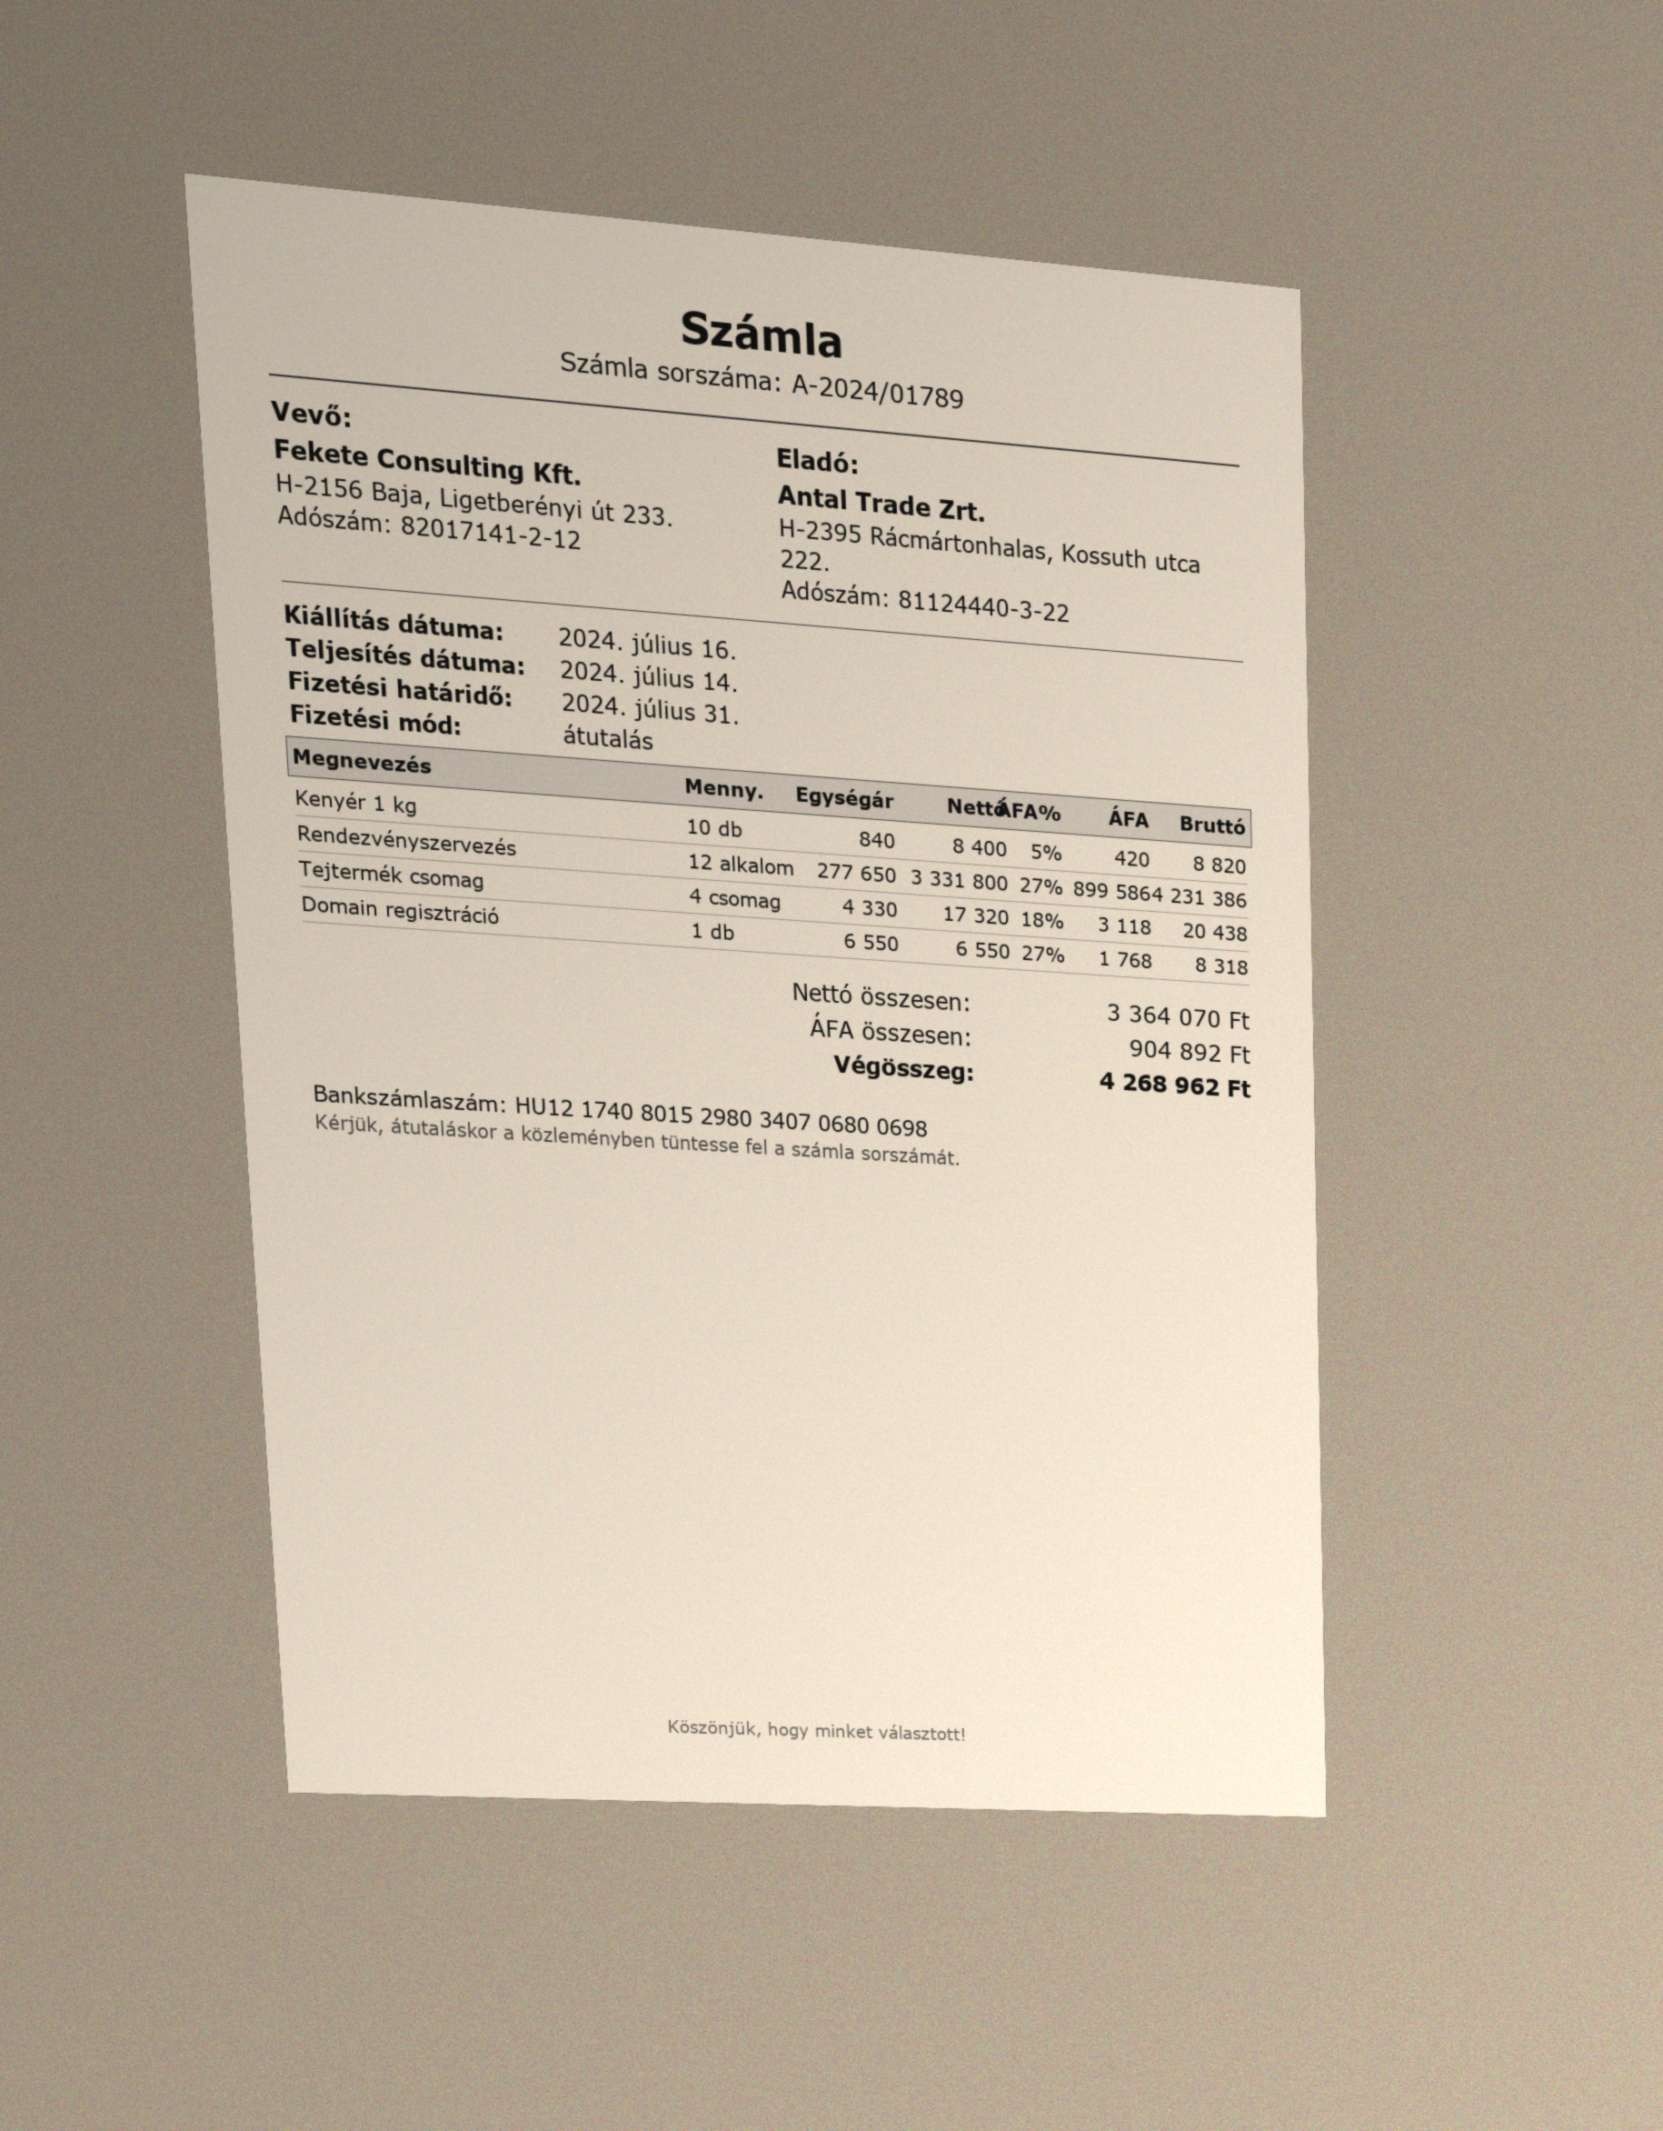 Számla
Számla sorszáma: A-2024/01789
Vevő:
Fekete Consulting Kft.
H-2156 Baja, Ligetberényi út 233.
Adószám: 82017141-2-12
Eladó:
Antal Trade Zrt.
H-2395 Rácmártonhalas, Kossuth utca
222.
Adószám: 81124440-3-22
Kiállítás dátuma: 2024. július 16.
Teljesítés dátuma: 2024. július 14.
Fizetési határidő: 2024. július 31.
Fizetési mód: átutalás
Megnevezés Menny. Egységár Nettó ÁFA% ÁFA Bruttó
Kenyér 1 kg 10 db 840 8 400 5% 420 8 820
Rendezvényszervezés 12 alkalom 277 650 3 331 800 27% 899 586 4 231 386
Tejtermék csomag 4 csomag 4 330 17 320 18% 3 118 20 438
Domain regisztráció 1 db 6 550 6 550 27% 1 768 8 318
Nettó összesen: 3 364 070 Ft
ÁFA összesen: 904 892 Ft
Végösszeg: 4 268 962 Ft
Bankszámlaszám: HU12 1740 8015 2980 3407 0680 0698
Kérjük, átutaláskor a közleményben tüntesse fel a számla sorszámát.
Köszönjük, hogy minket választott!